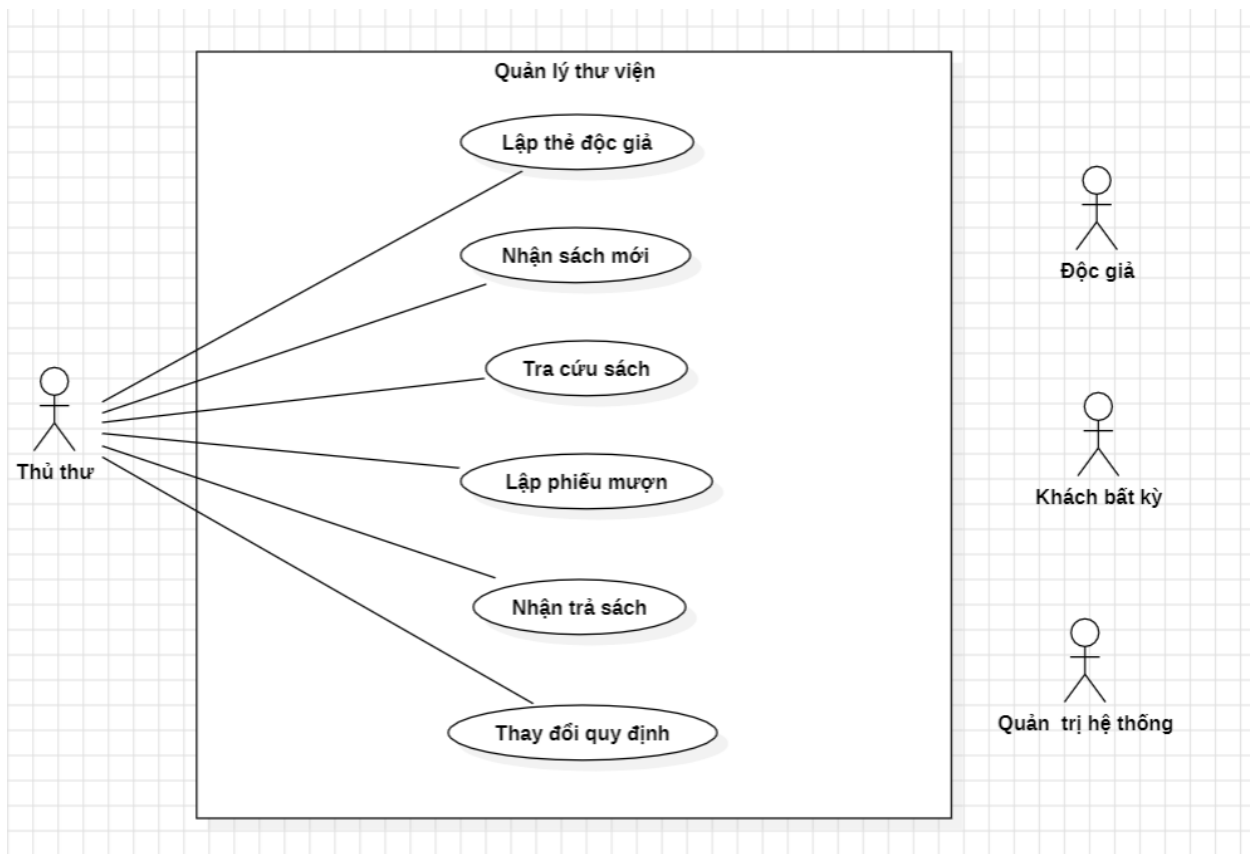 Quản lý thư viện
Lập thẻ độc giả
Nhận sách mới
Tra cứu sách
Lập phiếu mượn
Nhận trả sách
Thay đổi quy định
Thủ thư
Độc giả
Khách bất kỳ
Quản trị hệ thống